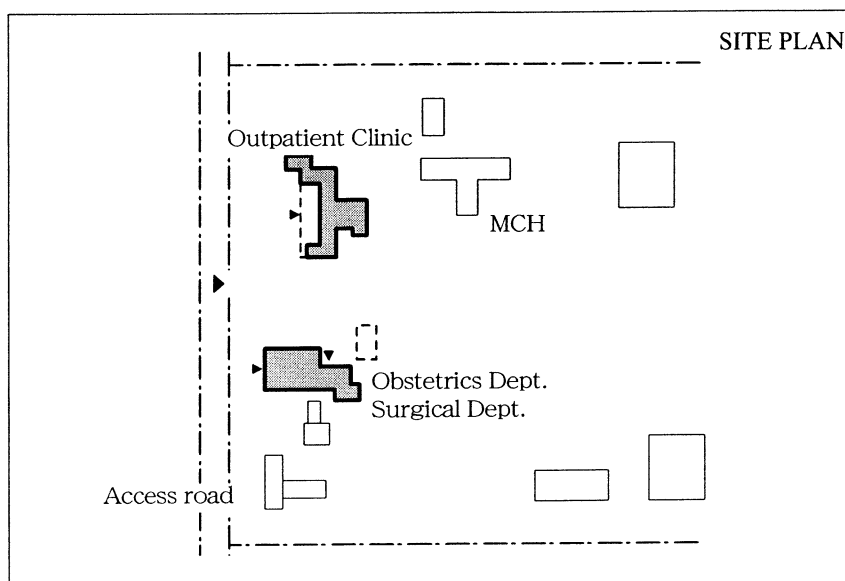 SITE PLAN
Outpatient Clinic
MCH
Obstetrics Dept.
Surgical Dept.
Access road